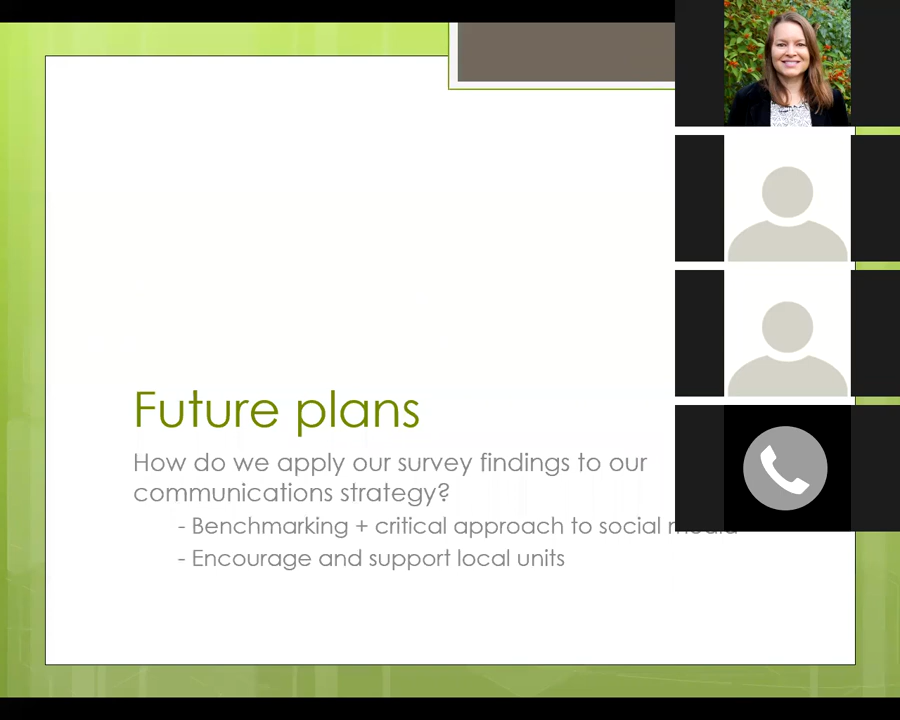 Future plans
How do we apply our survey findings to our
communications strategy?
- Benchmarking + critical approach to social media
- Encourage and support local units